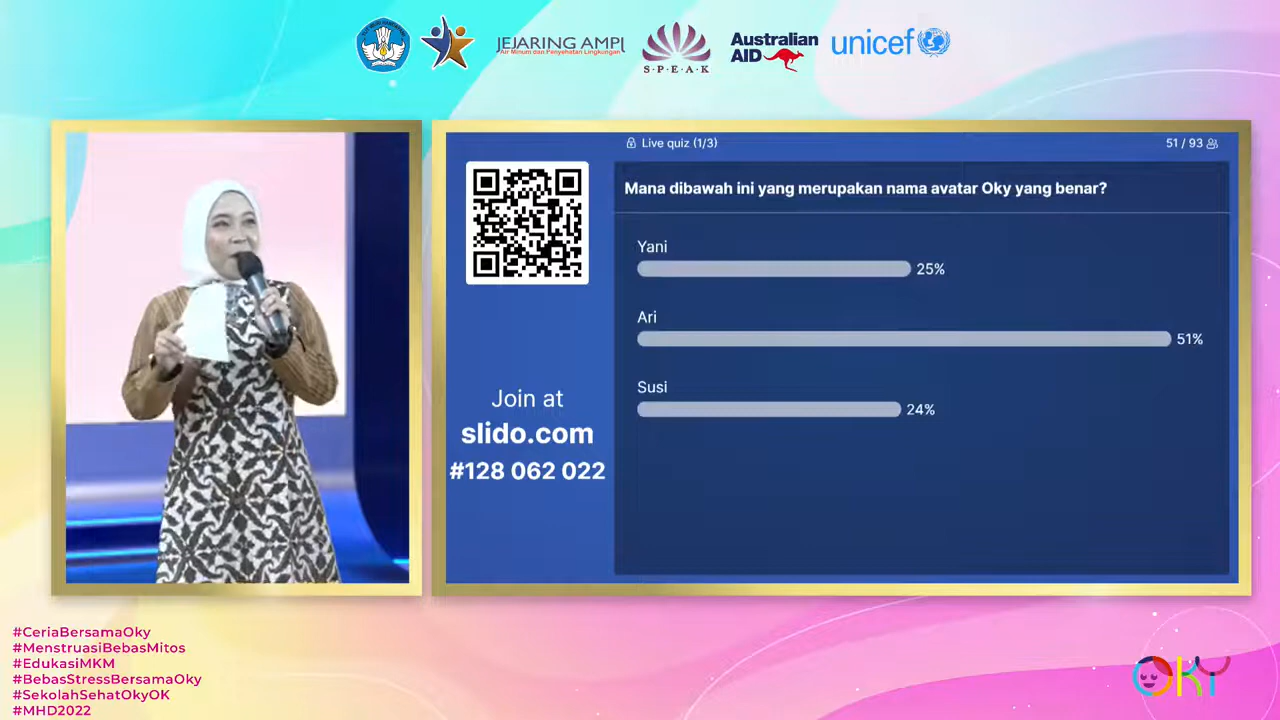 JEJARING AMPL
Air Minum dan Penyehatan Lingkungan
S·P·E·A·K
Australian
AID
unicef
Live quiz (1/3)
51 / 93
Mana dibawah ini yang merupakan nama avatar Oky yang benar?
Yani
25%
Ari
51%
Susi
24%
Join at
slido.com
#128 062 022
#CeriaBersamaOky
#MenstruasiBebasMitos
#EdukasiMKM
#BebasStressBersamaOky
#SekolahSehatOkyOK
#MHD2022
OKY